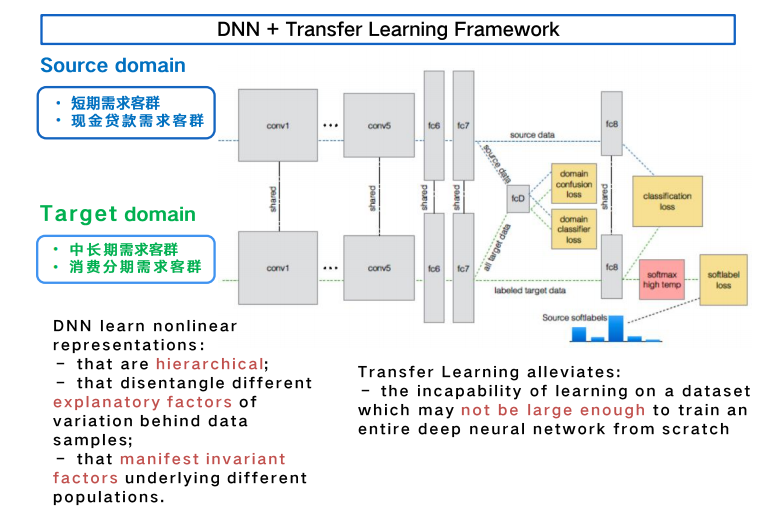 DNN + Transfer Learning Framework
Source domain
• 短期需求客群
• 现金贷款需求客群
Target domain
• 中长期需求客群
• 消费分期需求客群
conv1
...
conv5
fc6
fc7
source data
fc8
shared
shared
shared
shared
shared
source data
all target data
fcD
domain
confusion
loss
domain
classifier
loss
classification
loss
conv1
...
conv5
fc6
fc7
labeled target data
fc8
softmax
high temp
softlabel
loss
Source softlabels
DNN learn nonlinear
representations:
– that are hierarchical;
– that disentangle different
explanatory factors of
variation behind data
samples;
– that manifest invariant
factors underlying different
populations.
Transfer Learning alleviates:
– the incapability of learning on a dataset
which may not be large enough to train an
entire deep neural network from scratch